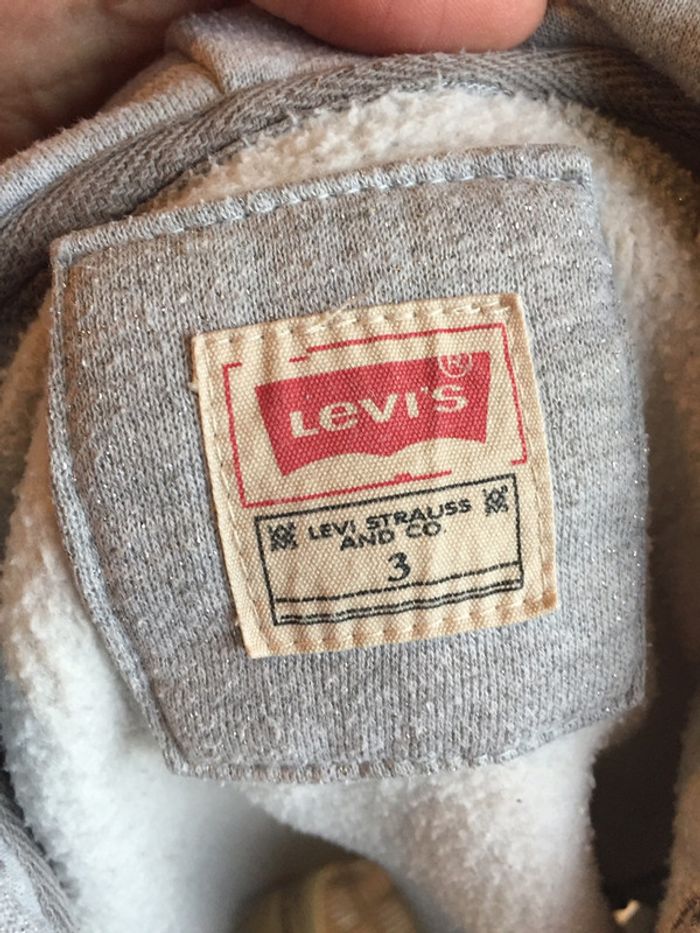 Levi's®
LEVI STRAUSS
AND CO
3